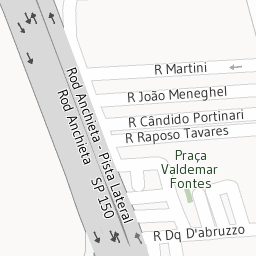 R Martini
R João Meneghel
R Cândido Portinari
R Raposo Tavares
Rod Anchieta - Pista Lateral
Rod Anchieta
SP 150
Praça
Valdemar
Fontes
R Dq D'abruzzo